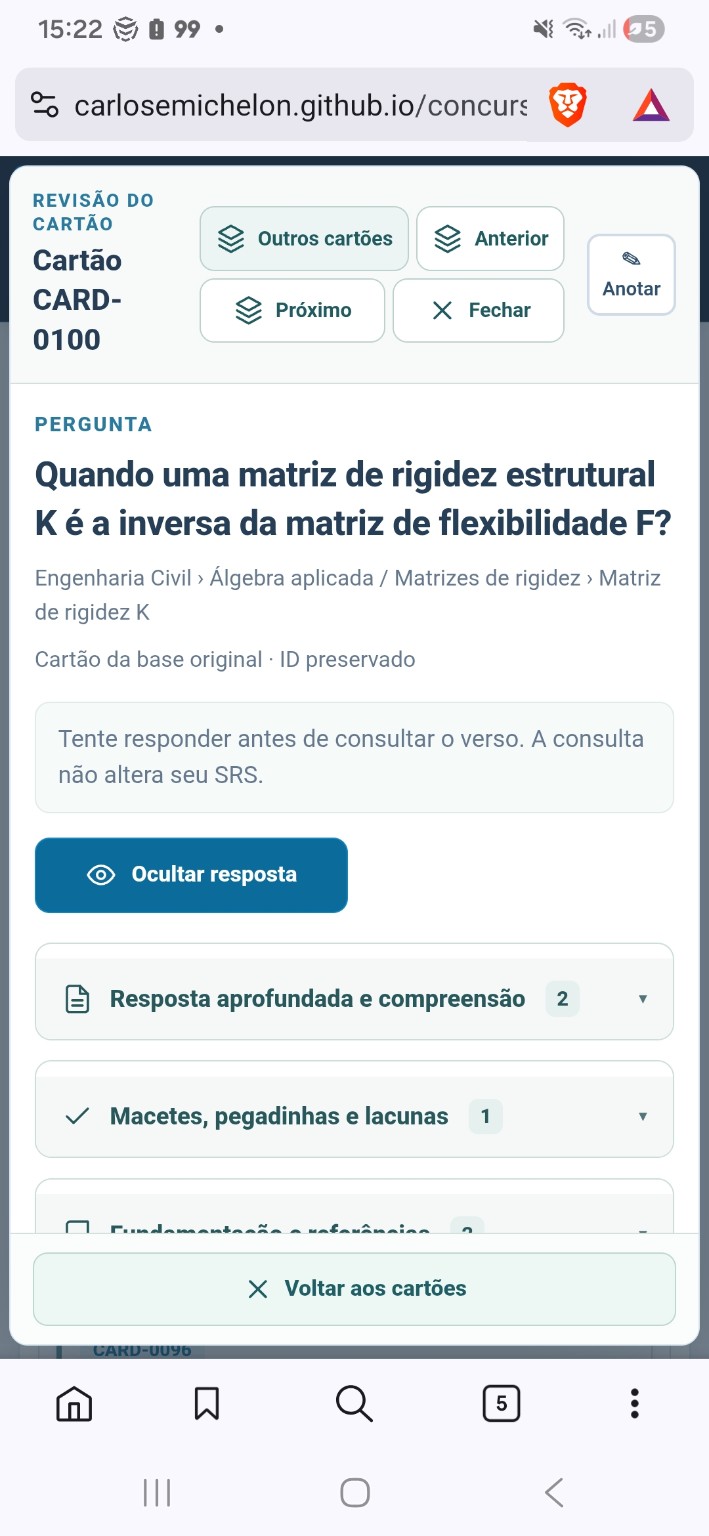 15:22 99
5
carlosemichelon.github.io/concurs
REVISÃO DO
CARTÃO
Cartão
CARD-
0100
Outros cartões
Anterior
Próximo
Fechar
✎
Anotar
PERGUNTA
Quando uma matriz de rigidez estrutural
K é a inversa da matriz de flexibilidade F?
Engenharia Civil › Álgebra aplicada / Matrizes de rigidez › Matriz
de rigidez K
Cartão da base original · ID preservado
Tente responder antes de consultar o verso. A consulta
não altera seu SRS.
Ocultar resposta
Resposta aprofundada e compreensão 2
Macetes, pegadinhas e lacunas 1
Fundamentação e referências
Voltar aos cartões
CARD-0096
5